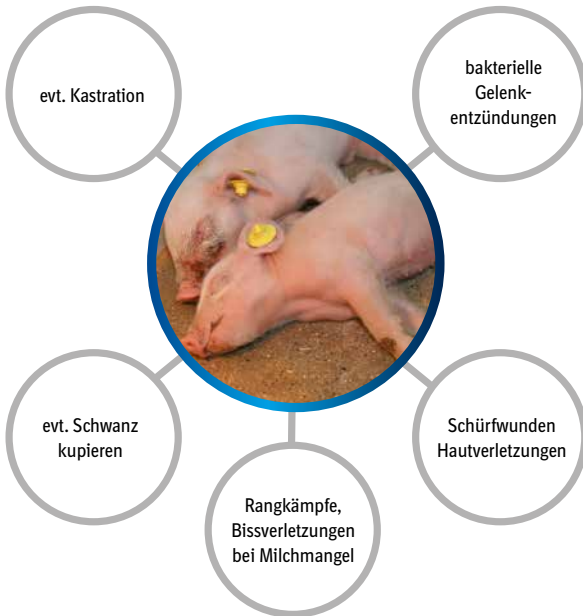 evt. Kastration
bakterielle
Gelenk-
entzündungen
evt. Schwanz
kupieren
Schürfwunden
Hautverletzungen
Rangkämpfe,
Bissverletzungen
bei Milchmangel